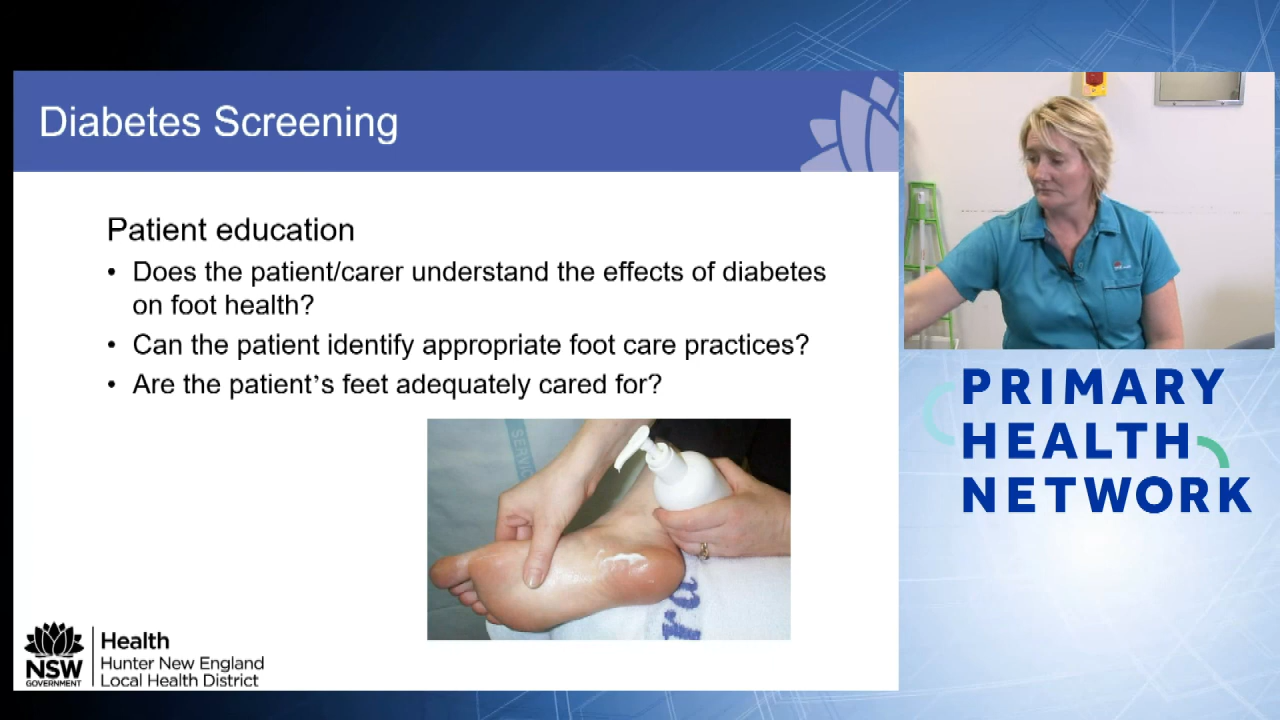 Diabetes Screening
Patient education
• Does the patient/carer understand the effects of diabetes
on foot health?
• Can the patient identify appropriate foot care practices?
• Are the patient’s feet adequately cared for?
SERVIC
ra
NSW
GOVERNMENT
Health
Hunter New England
Local Health District
PRIMARY
HEALTH
NETWORK